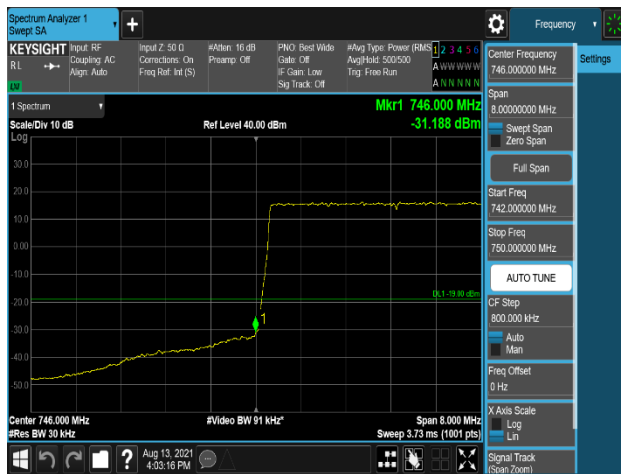 Spectrum Analyzer 1
Swept SA
Frequency
KEYSIGHT
RL
Input: RF
Coupling: AC
Align: Auto
Input Z: 50 Ω
Corrections: On
Freq Ref: Int (S)
#Atten: 16 dB
Preamp: Off
PNO: Best Wide
Gate: Off
IF Gain: Low
Sig Track: Off
#Avg Type: Power (RMS
Avg|Hold: 500/500
Trig: Free Run
1 2 3 4 5 6
A W W W W W
A N N N N N
LW
1 Spectrum
Scale/Div 10 dB
Log
Ref Level 40.00 dBm
Mkr1 746.000 MHz
-31.188 dBm
30.0
20.0
10.0
0.00
-10.0
-20.0
-30.0
-40.0
-50.0
DL1 -19.00 dBm
1
Center 746.000 MHz
#Res BW 30 kHz
#Video BW 91 kHz*
Span 8.000 MHz
Sweep 3.73 ms (1001 pts)
Aug 13, 2021
4:03:16 PM
Settings
Center Frequency
746.000000 MHz
Span
8.00000000 MHz
Swept Span
Zero Span
Full Span
Start Freq
742.000000 MHz
Stop Freq
750.000000 MHz
AUTO TUNE
CF Step
800.000 kHz
Auto
Man
Freq Offset
0 Hz
X Axis Scale
Log
Lin
Signal Track
(Span Zoom)